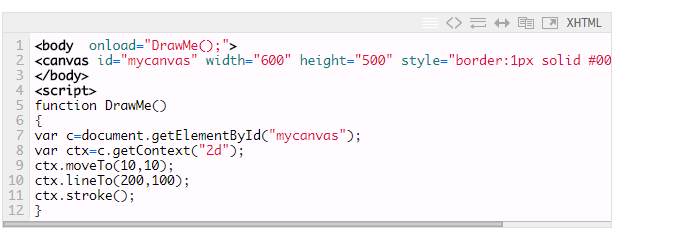 XHTML
1 <body  onload="DrawMe();">
2 <canvas id="mycanvas" width="600" height="500" style="border:1px solid #00
3 </body>
4 <script>
5 function DrawMe()
6 {
7 var c=document.getElementById("mycanvas");
8 var ctx=c.getContext("2d");
9 ctx.moveTo(10,10);
10 ctx.lineTo(200,100);
11 ctx.stroke();
12 }